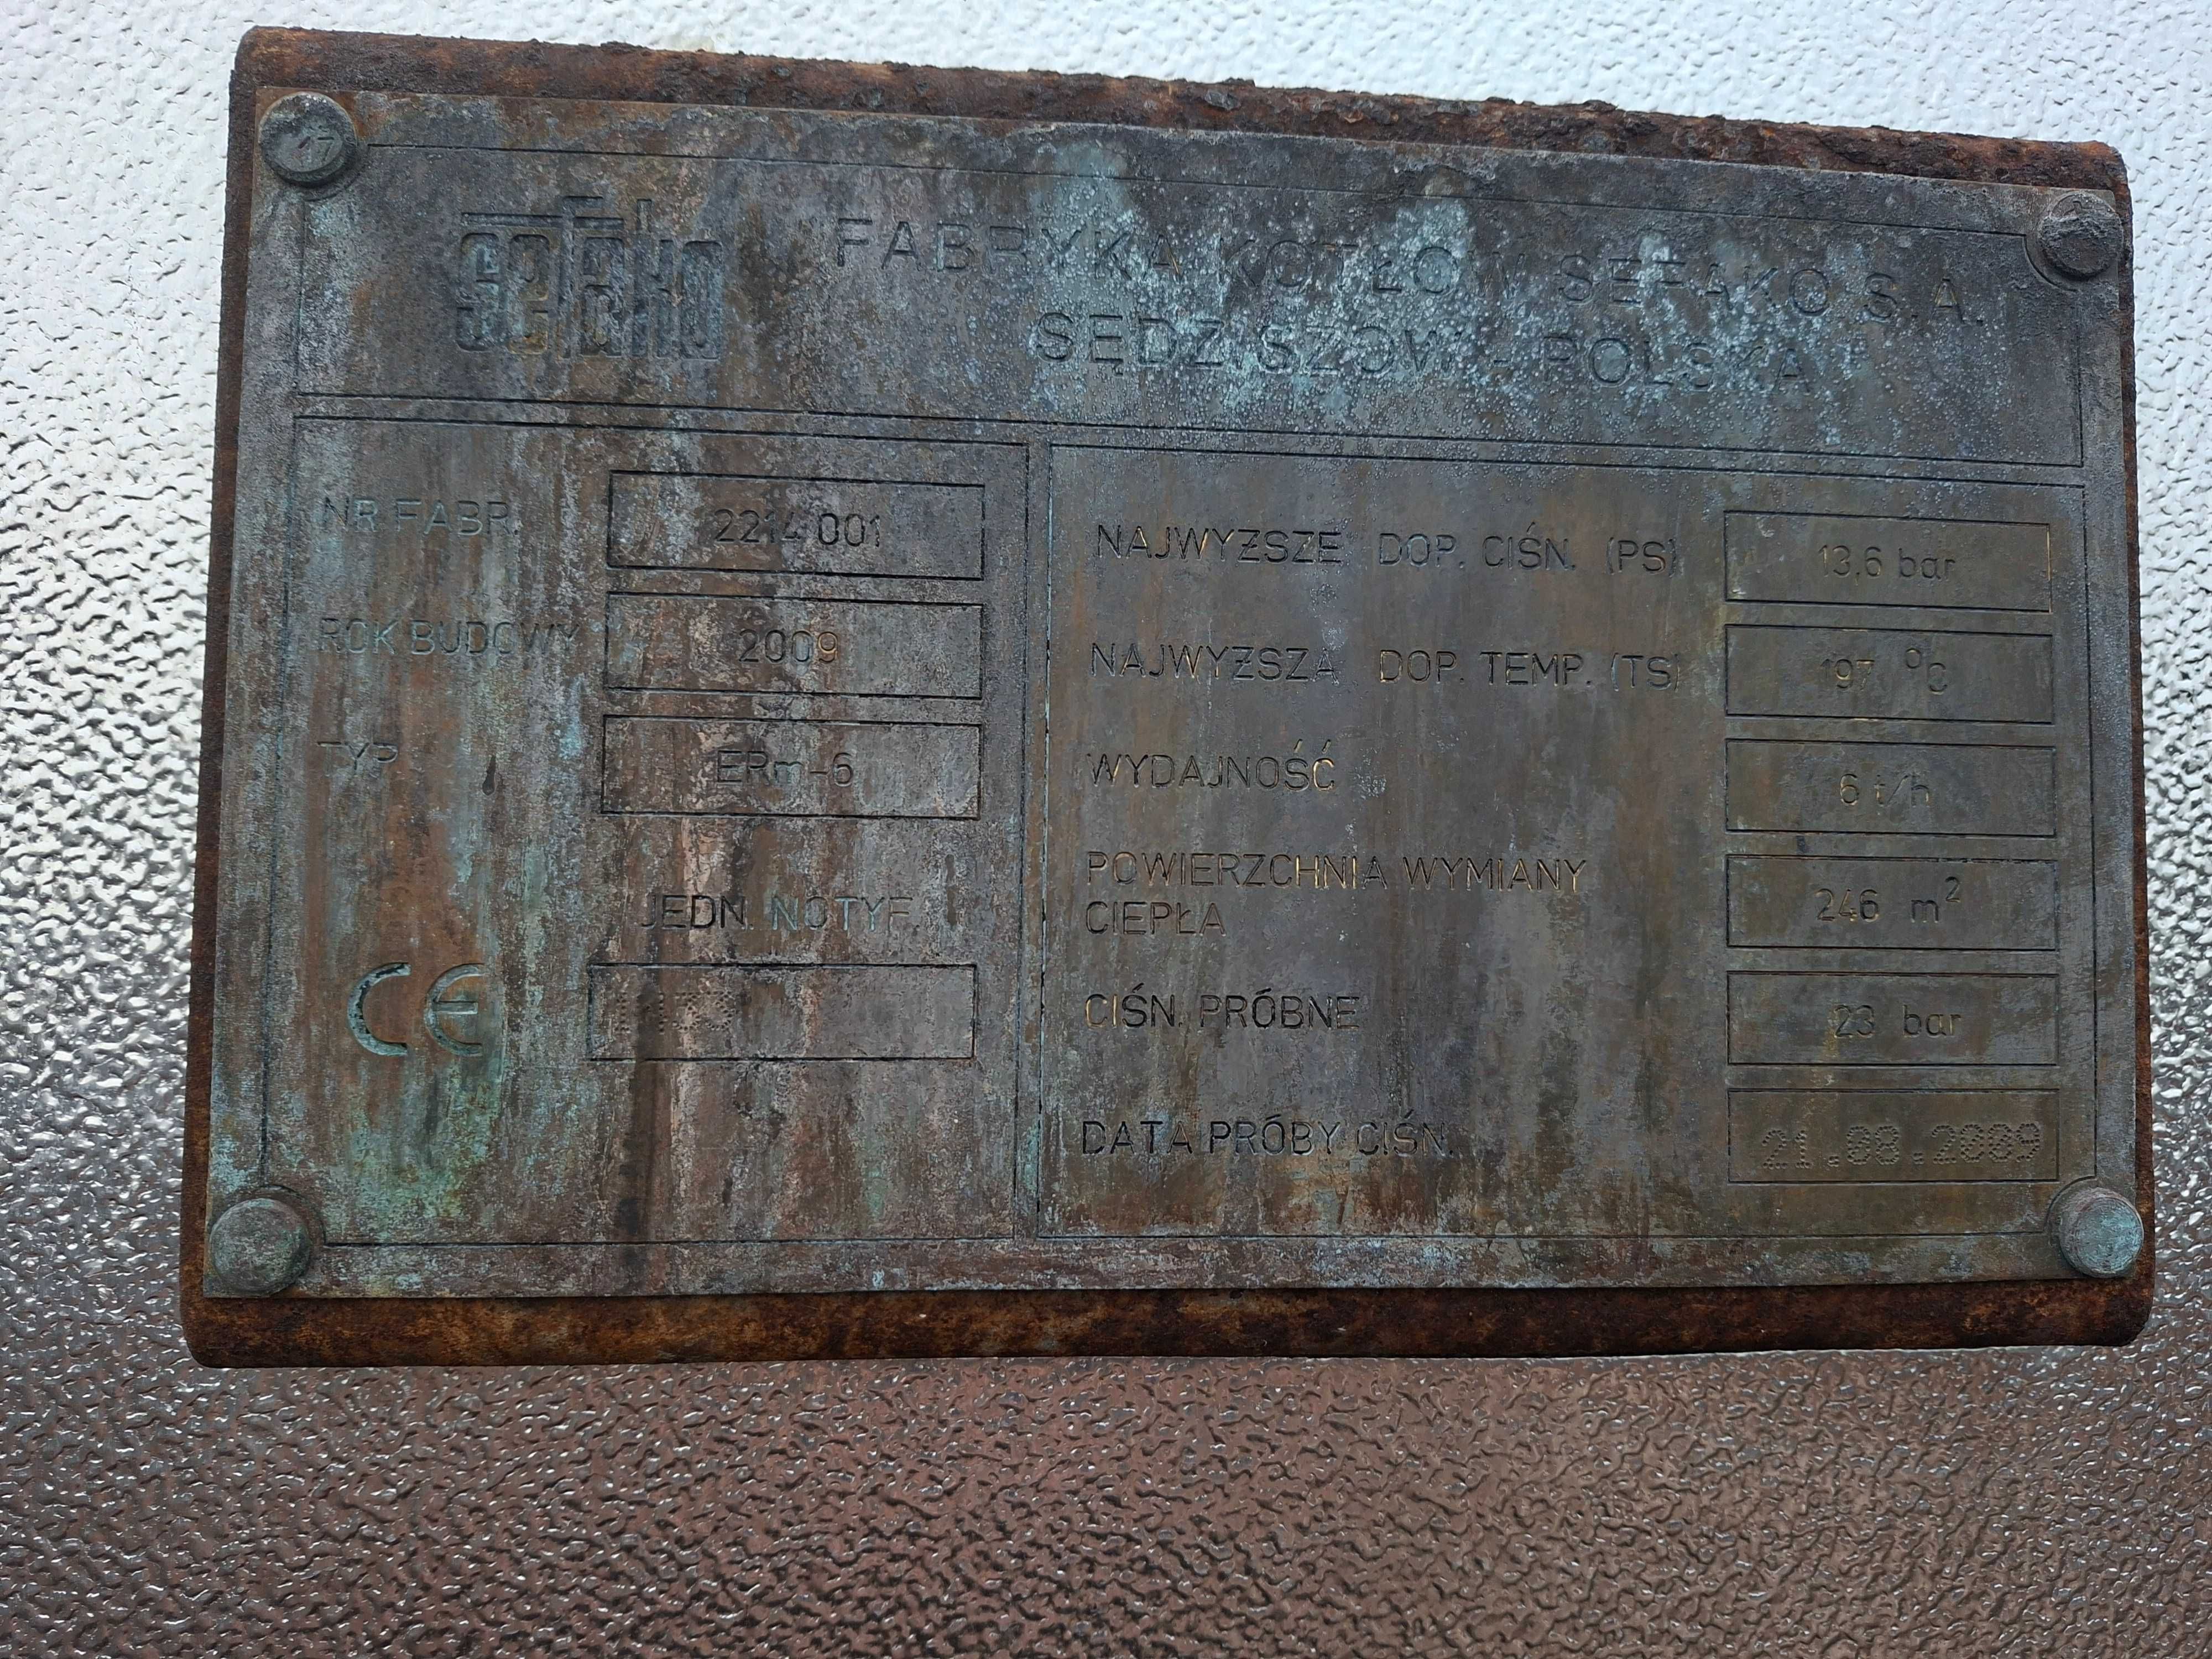 sefako
FABRYKA KOTŁÓW SEFAKO S.A.
SĘDZISZÓW - POLSKA
NR FABR. 2214 001
ROK BUDOWY 2009
TYP ERm-6
JEDN. NOTYF.
CE
NAJWYŻSZE DOP. CIŚN. (PS) 13,6 bar
NAJWYŻSZA DOP. TEMP. (TS) 197 °C
WYDAJNOŚĆ 6 t/h
POWIERZCHNIA WYMIANY
CIEPŁA 246 m²
CIŚN. PRÓBNE 23 bar
DATA PRÓBY CIŚN. 21.08.2009